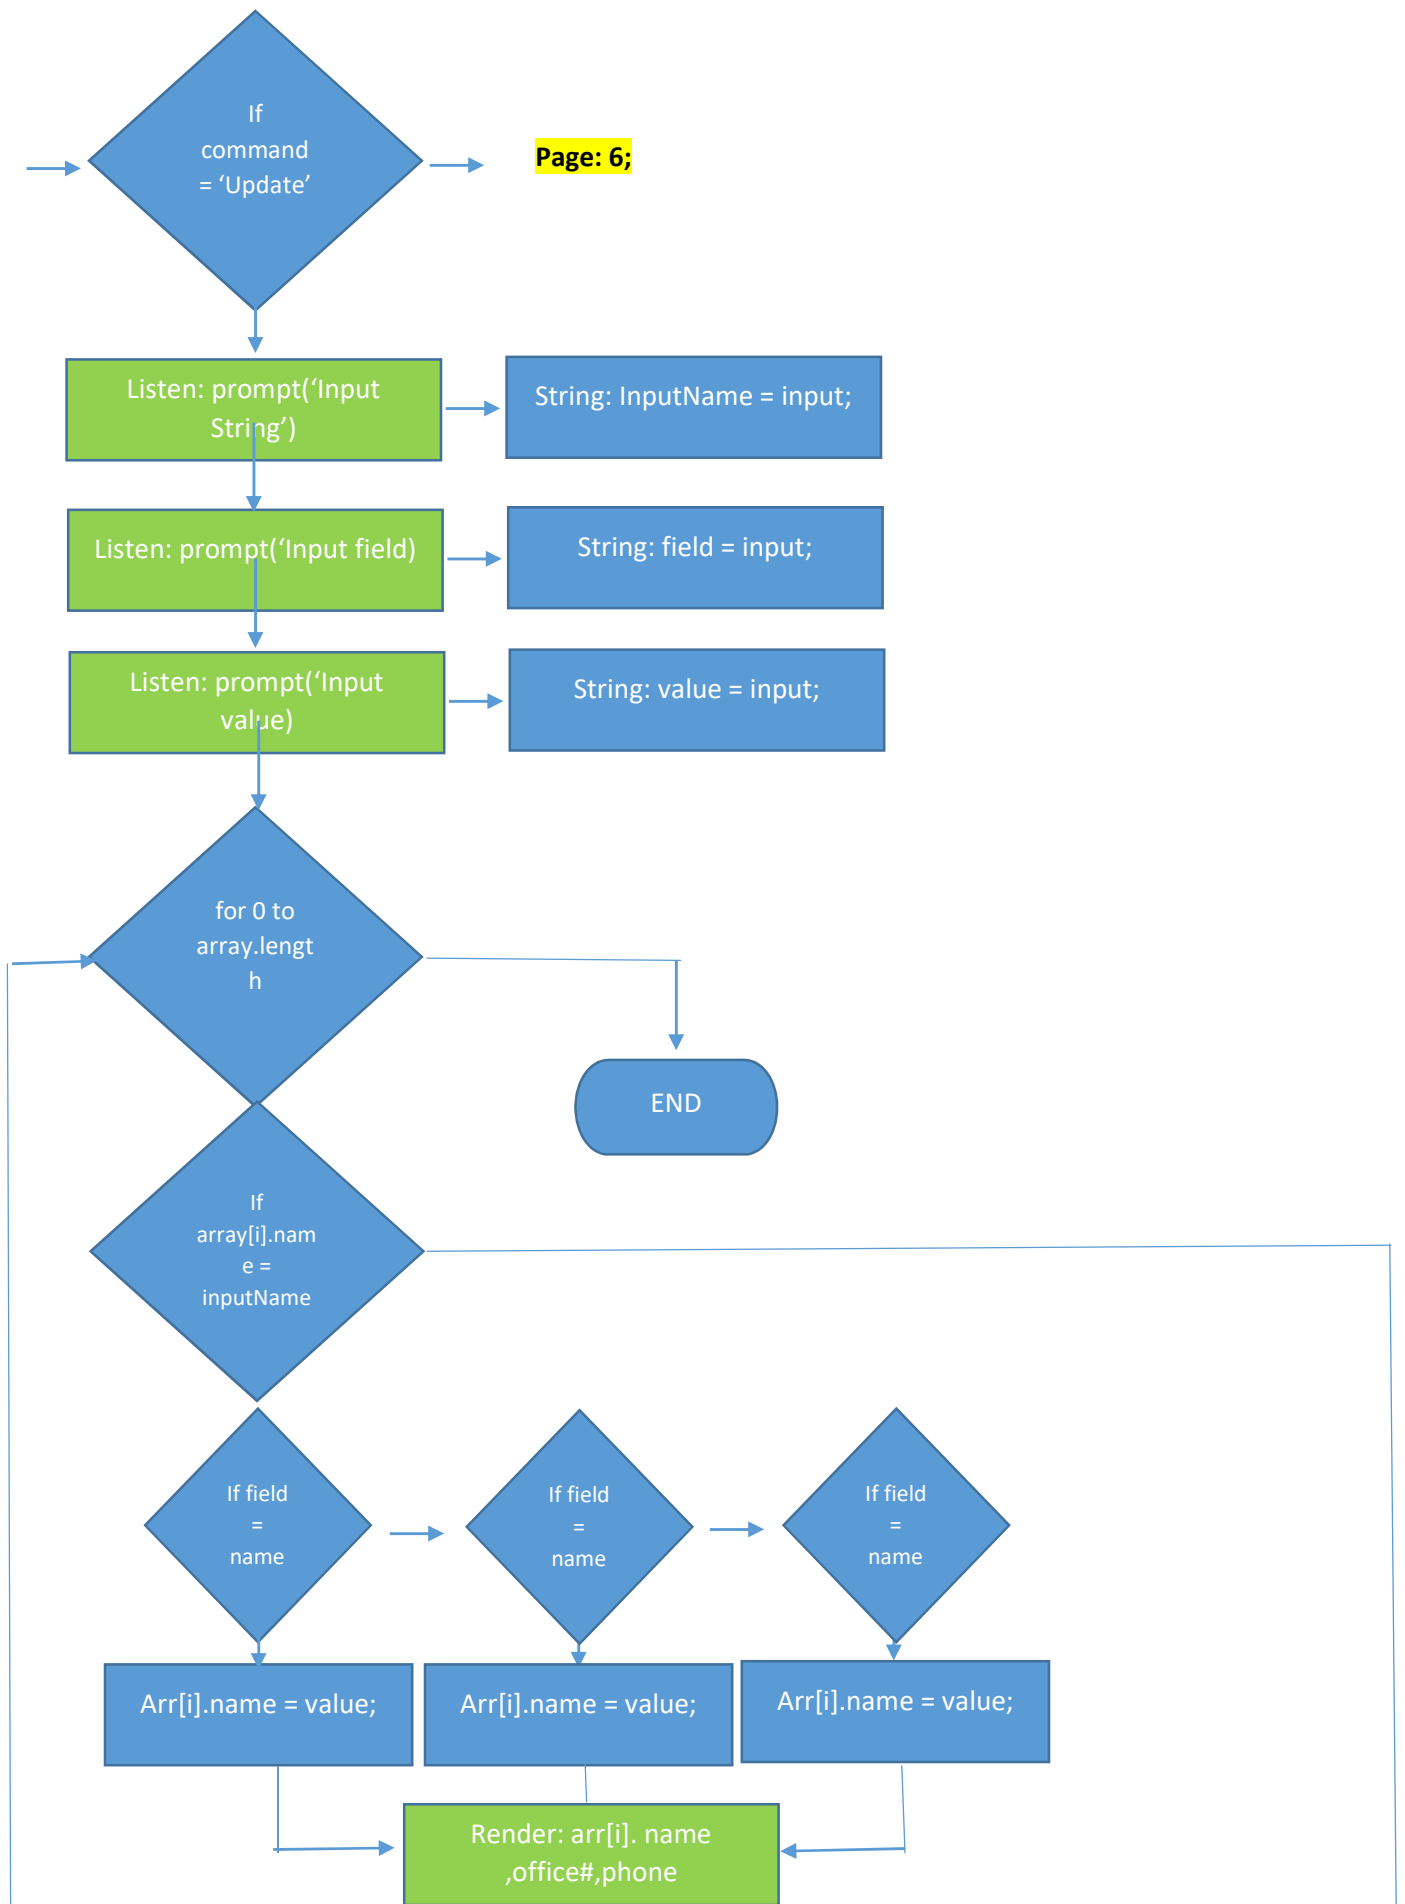 If
command
= ‘Update’
Page: 6;
Listen: prompt(‘Input
String’)
String: InputName = input;
Listen: prompt(‘Input field)
String: field = input;
Listen: prompt(‘Input
value)
String: value = input;
for 0 to
array.lengt
h
END
If
array[i].nam
e =
inputName
If field
=
name
If field
=
name
If field
=
name
Arr[i].name = value;
Arr[i].name = value;
Arr[i].name = value;
Render: arr[i]. name
,office#,phone